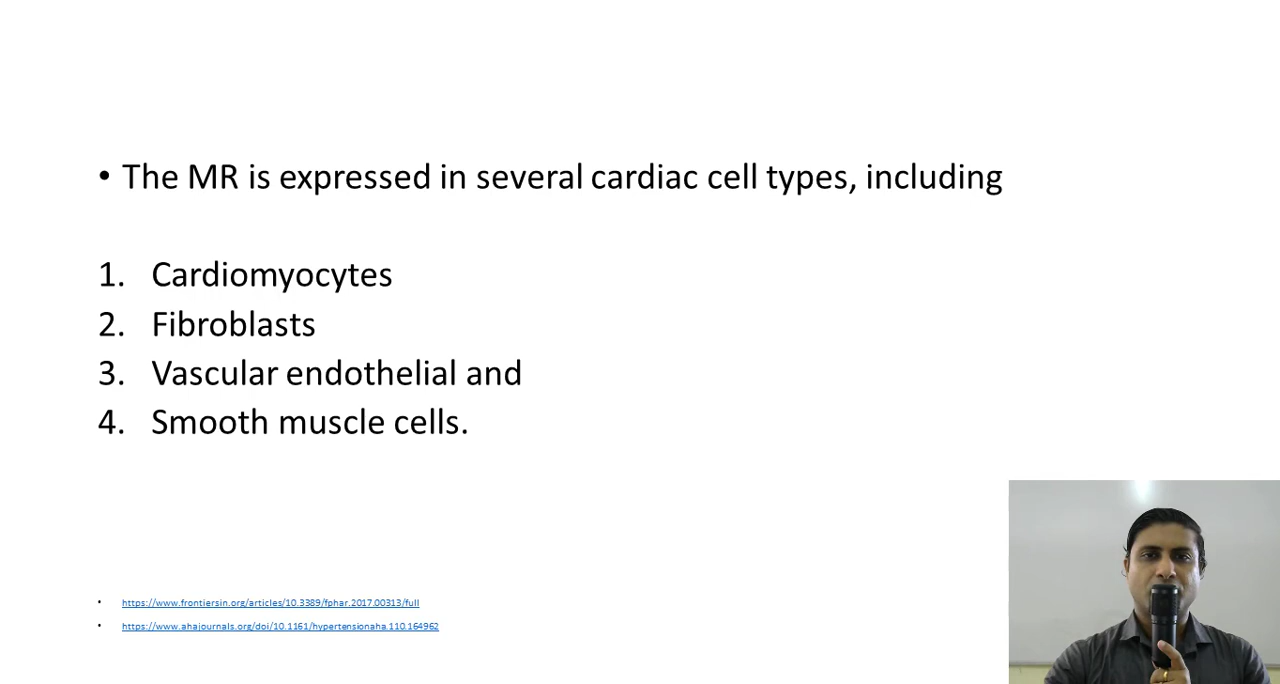 • The MR is expressed in several cardiac cell types, including
1. Cardiomyocytes
2. Fibroblasts
3. Vascular endothelial and
4. Smooth muscle cells.
• https://www.frontiersin.org/articles/10.3389/fphar.2017.00313/full
• https://www.ahajournals.org/doi/10.1161/hypertensionaha.110.164962